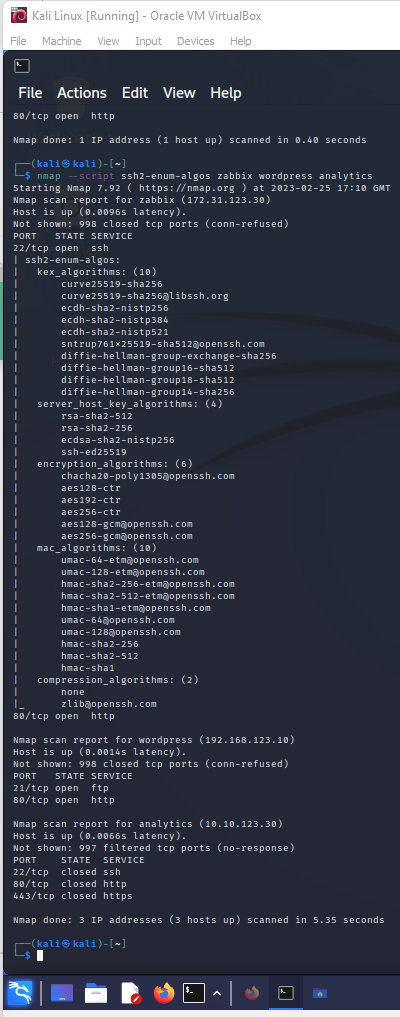 Kali Linux [Running] - Oracle VM VirtualBox
File Machine View Input Devices Help
File Actions Edit View Help
80/tcp open  http
Nmap done: 1 IP address (1 host up) scanned in 0.40 seconds
┌──(kali㉿kali)-[~]
└─$ nmap --script ssh2-enum-algos zabbix wordpress analytics
Starting Nmap 7.92 ( https://nmap.org ) at 2023-02-25 17:10 GMT
Nmap scan report for zabbix (172.31.123.30)
Host is up (0.0096s latency).
Not shown: 998 closed tcp ports (conn-refused)
PORT   STATE SERVICE
22/tcp open  ssh
| ssh2-enum-algos:
|   kex_algorithms: (10)
|       curve25519-sha256
|       curve25519-sha256@libssh.org
|       ecdh-sha2-nistp256
|       ecdh-sha2-nistp384
|       ecdh-sha2-nistp521
|       sntrup761×25519-sha512@openssh.com
|       diffie-hellman-group-exchange-sha256
|       diffie-hellman-group16-sha512
|       diffie-hellman-group18-sha512
|       diffie-hellman-group14-sha256
|   server_host_key_algorithms: (4)
|       rsa-sha2-512
|       rsa-sha2-256
|       ecdsa-sha2-nistp256
|       ssh-ed25519
|   encryption_algorithms: (6)
|       chacha20-poly1305@openssh.com
|       aes128-ctr
|       aes192-ctr
|       aes256-ctr
|       aes128-gcm@openssh.com
|       aes256-gcm@openssh.com
|   mac_algorithms: (10)
|       umac-64-etm@openssh.com
|       umac-128-etm@openssh.com
|       hmac-sha2-256-etm@openssh.com
|       hmac-sha2-512-etm@openssh.com
|       hmac-sha1-etm@openssh.com
|       umac-64@openssh.com
|       umac-128@openssh.com
|       hmac-sha2-256
|       hmac-sha2-512
|       hmac-sha1
|   compression_algorithms: (2)
|       none
|_      zlib@openssh.com
80/tcp open  http
Nmap scan report for wordpress (192.168.123.10)
Host is up (0.0014s latency).
Not shown: 998 closed tcp ports (conn-refused)
PORT   STATE SERVICE
21/tcp open  ftp
80/tcp open  http
Nmap scan report for analytics (10.10.123.30)
Host is up (0.0066s latency).
Not shown: 997 filtered tcp ports (no-response)
PORT    STATE  SERVICE
22/tcp  closed ssh
80/tcp  closed http
443/tcp closed https
Nmap done: 3 IP addresses (3 hosts up) scanned in 5.35 seconds
┌──(kali㉿kali)-[~]
└─$